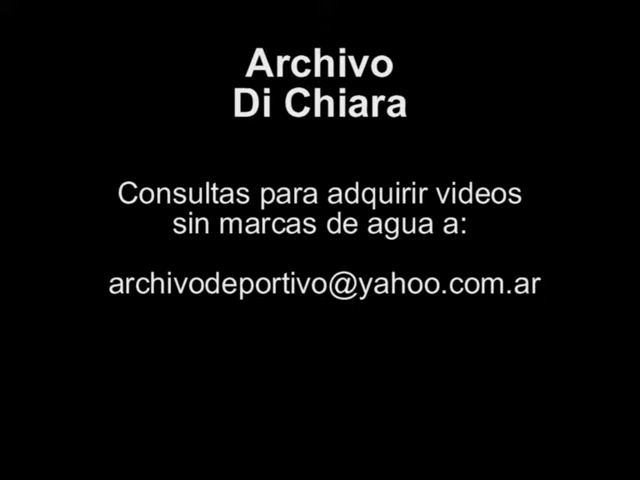 Archivo
Di Chiara
Consultas para adquirir videos
sin marcas de agua a:
archivodeportivo@yahoo.com.ar